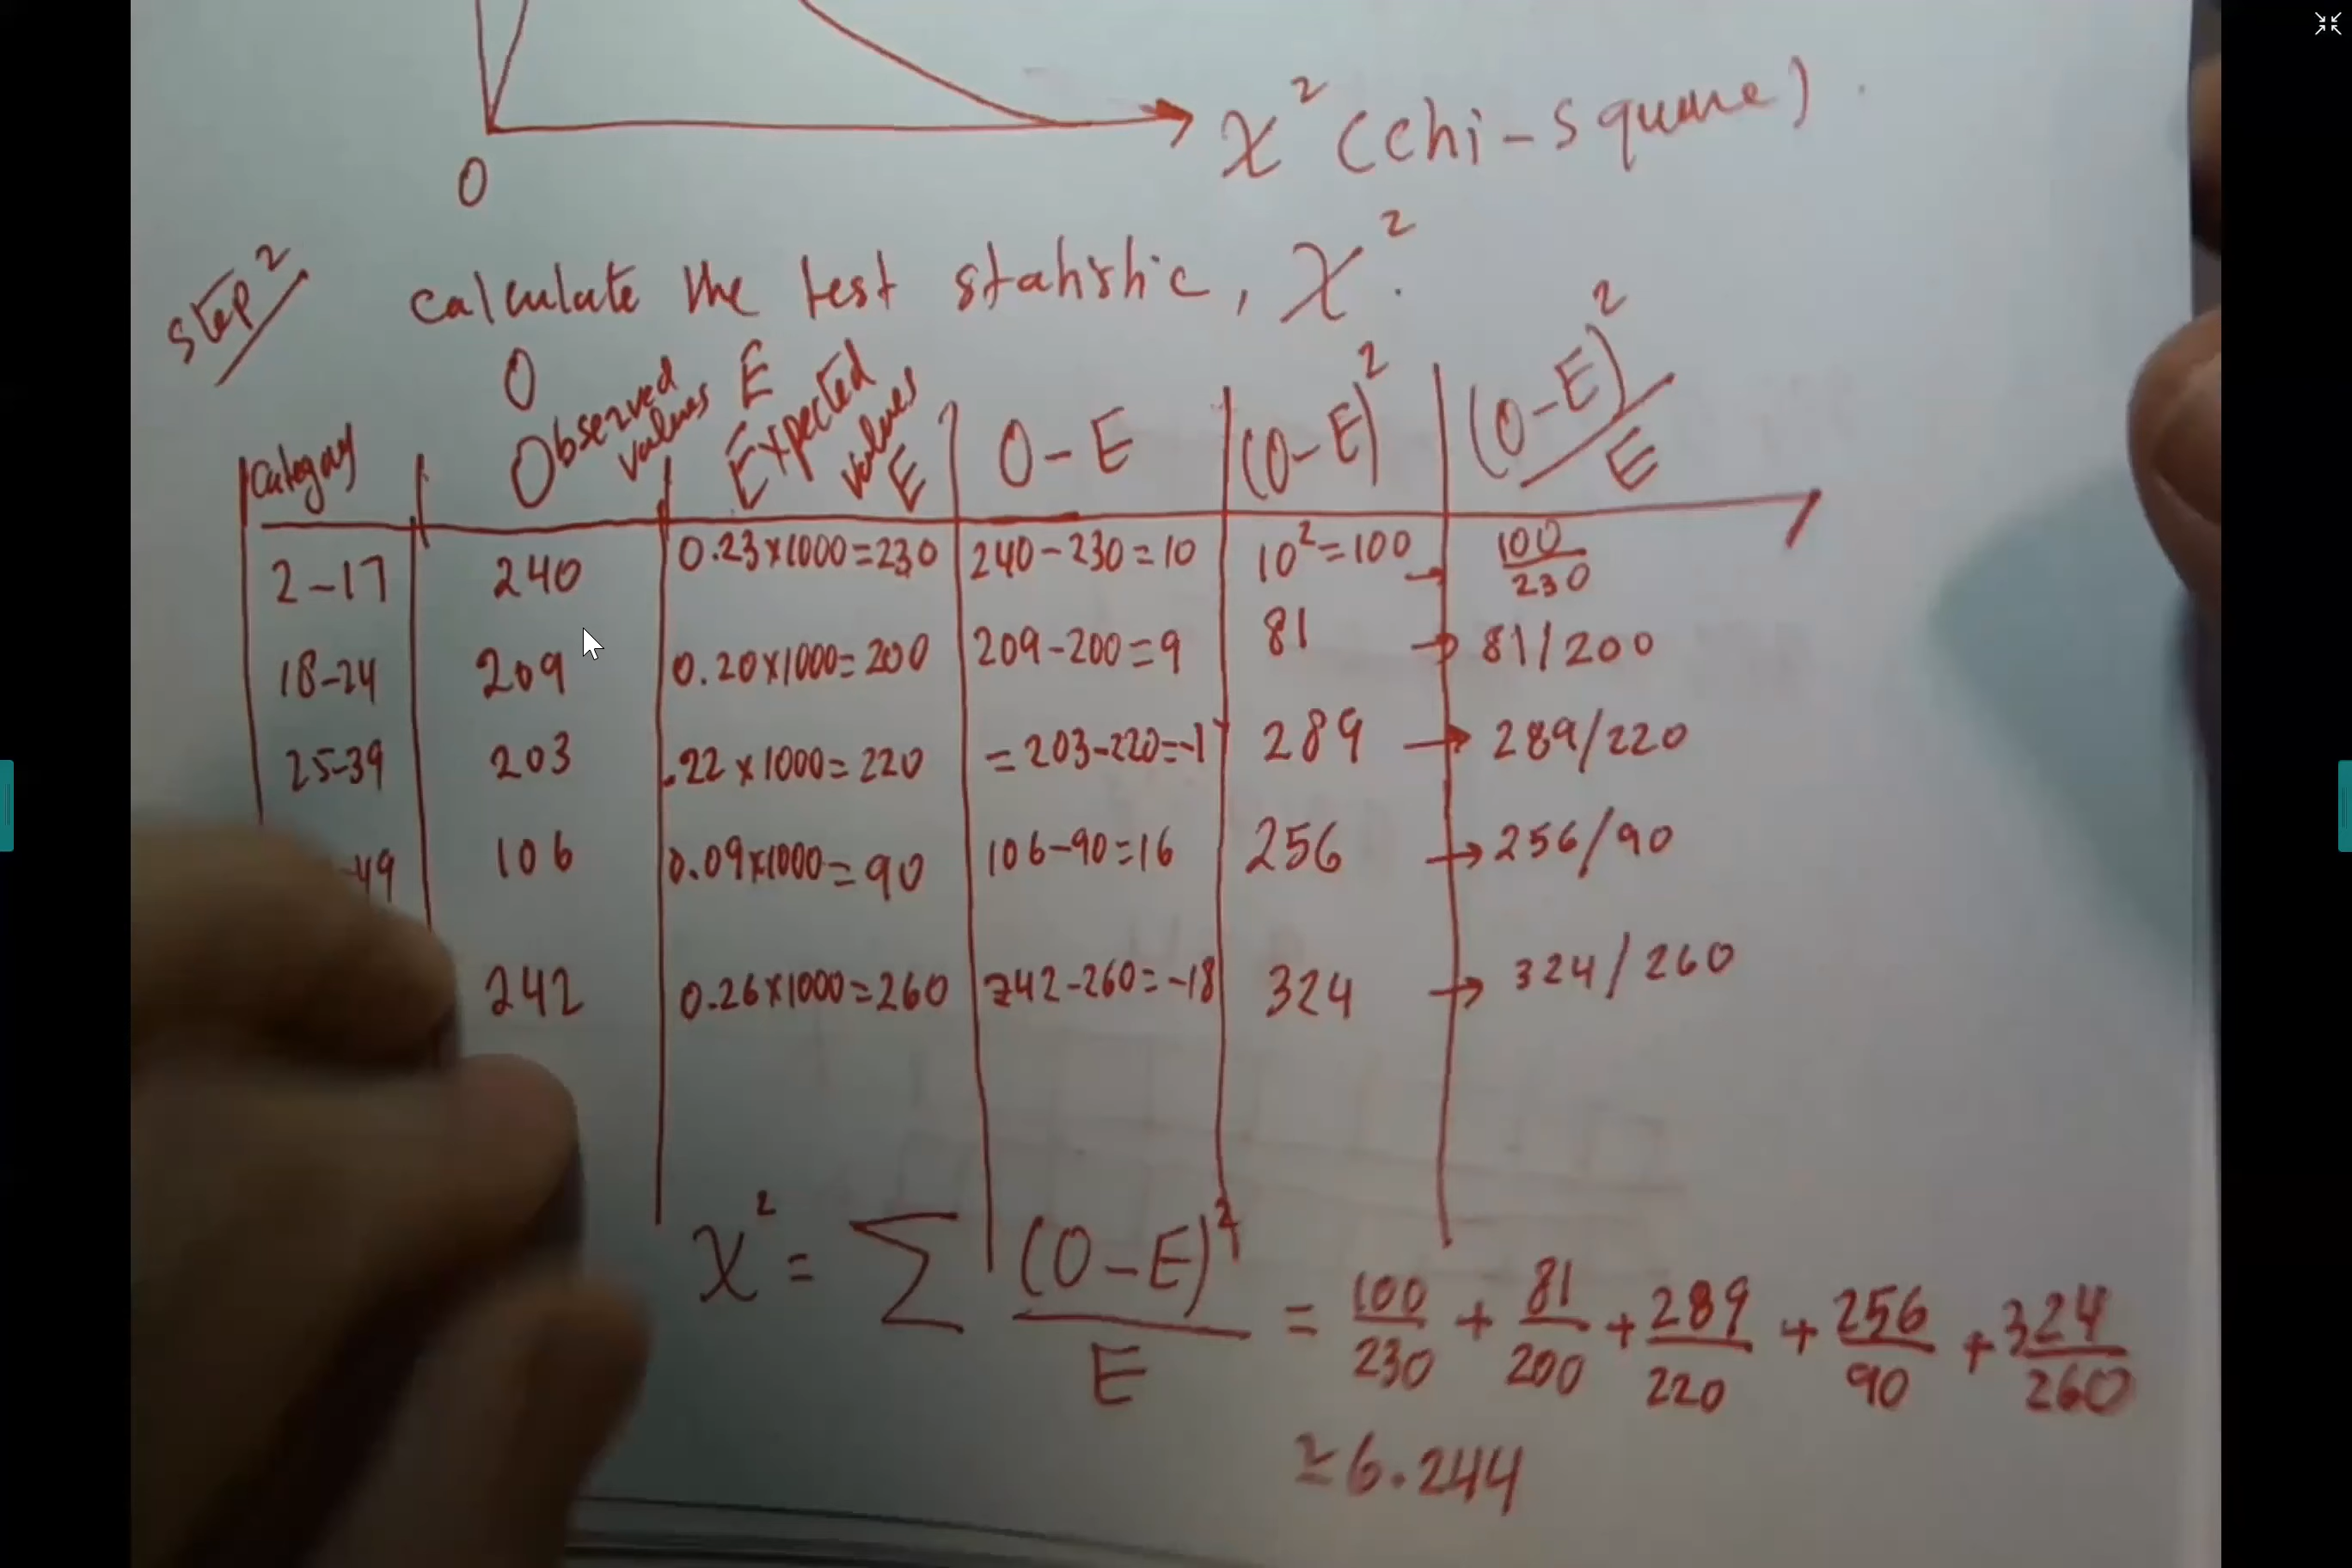 χ² (chi-square)
0
Step 2
calculate the test statistic, χ².
O E
Category | Observed values | Expected values E | O-E | (O-E)² | (O-E)²/E
2-17 | 240 | 0.23×1000=230 | 240-230=10 | 10²=100 → | 100/230
18-24 | 209 | 0.20×1000=200 | 209-200=9 | 81 → | 81/200
25-39 | 203 | .22×1000=220 | =203-220=-1 | 289 → | 289/220
-49 | 106 | 0.09×1000=90 | 106-90=16 | 256 → | 256/90
242 | 0.26×1000=260 | 242-260=-18 | 324 → | 324/260
χ² = Σ (O-E)²/E = 100/230 + 81/200 + 289/220 + 256/90 + 324/260
≃ 6.244